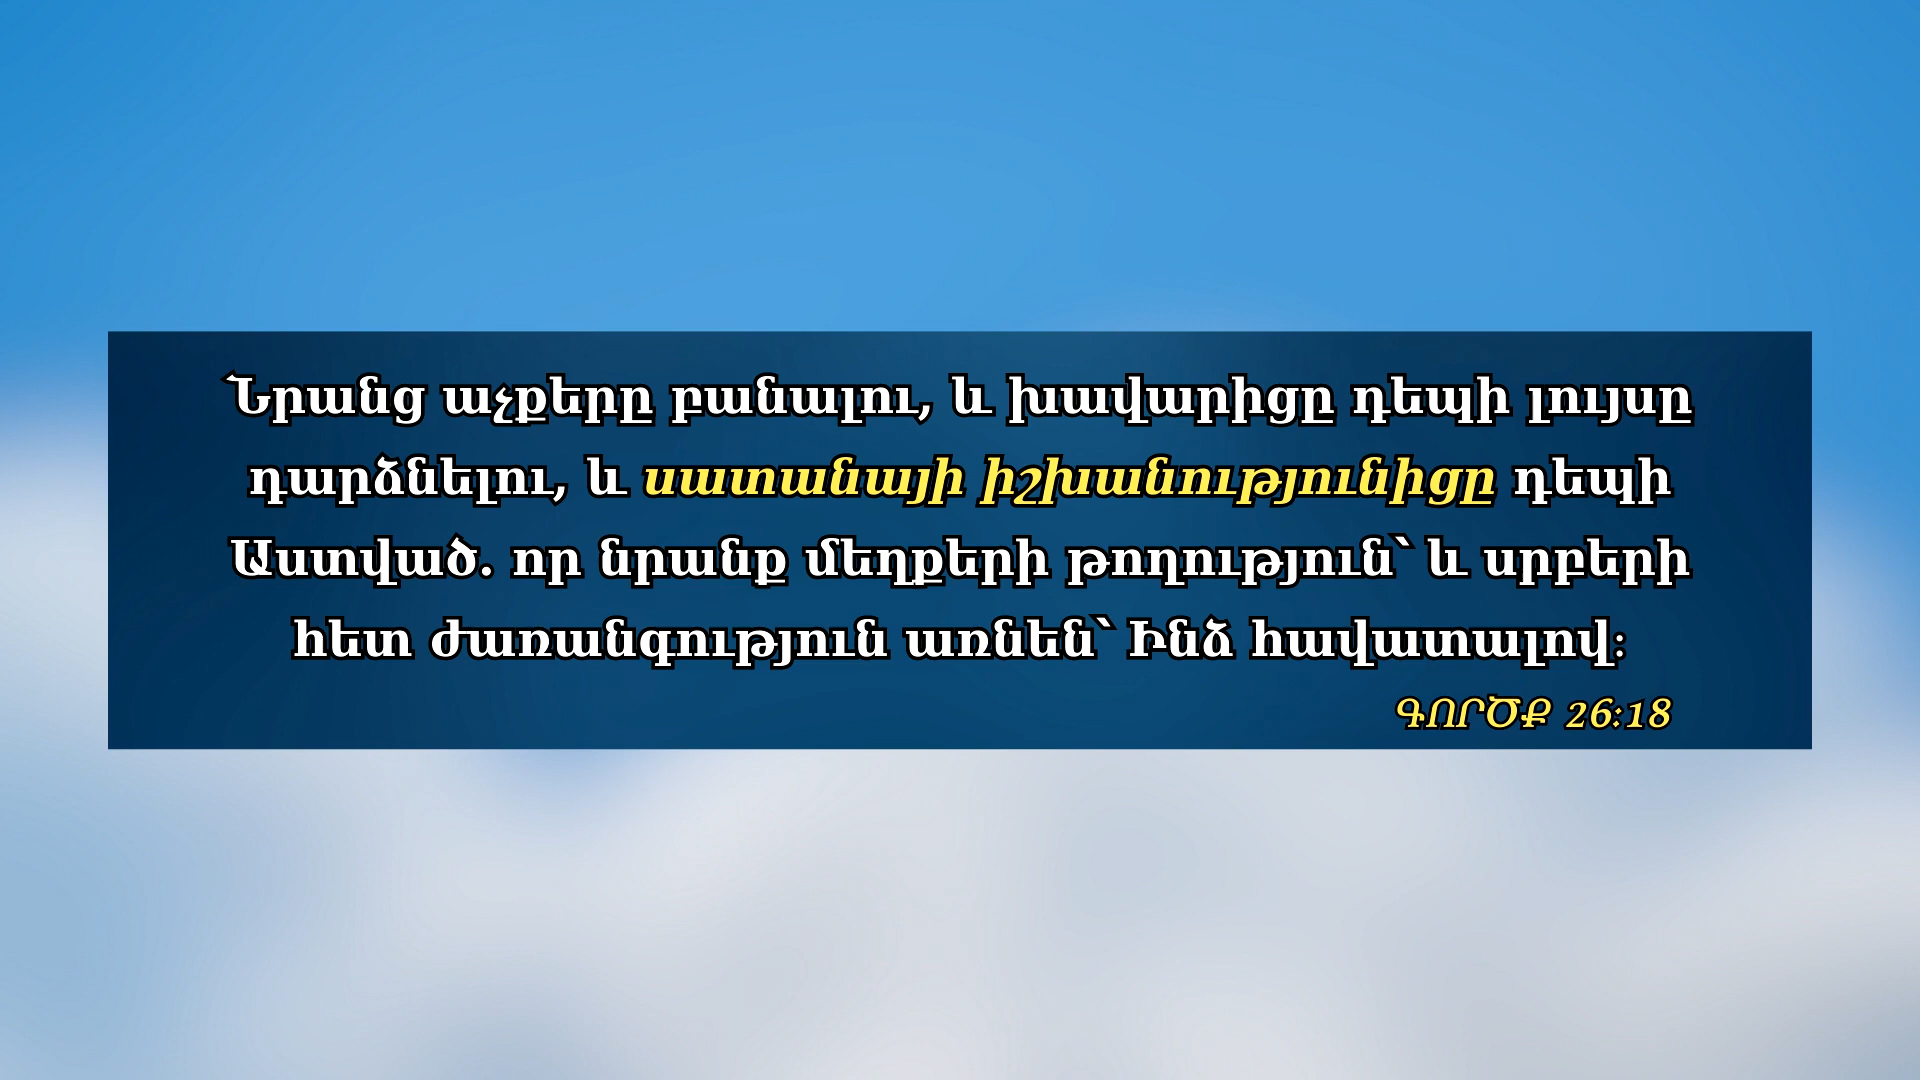 Նրանց աչքերը բանալու, և խավարիցը դեպի լույսը
դարձնելու, և սատանայի իշխանությունիցը դեպի
Աստված. որ նրանք մեղքերի թողություն՝ և սրբերի
հետ ժառանգություն առնեն՝ Ինձ հավատալով։
ԳՈՐԾՔ 26:18